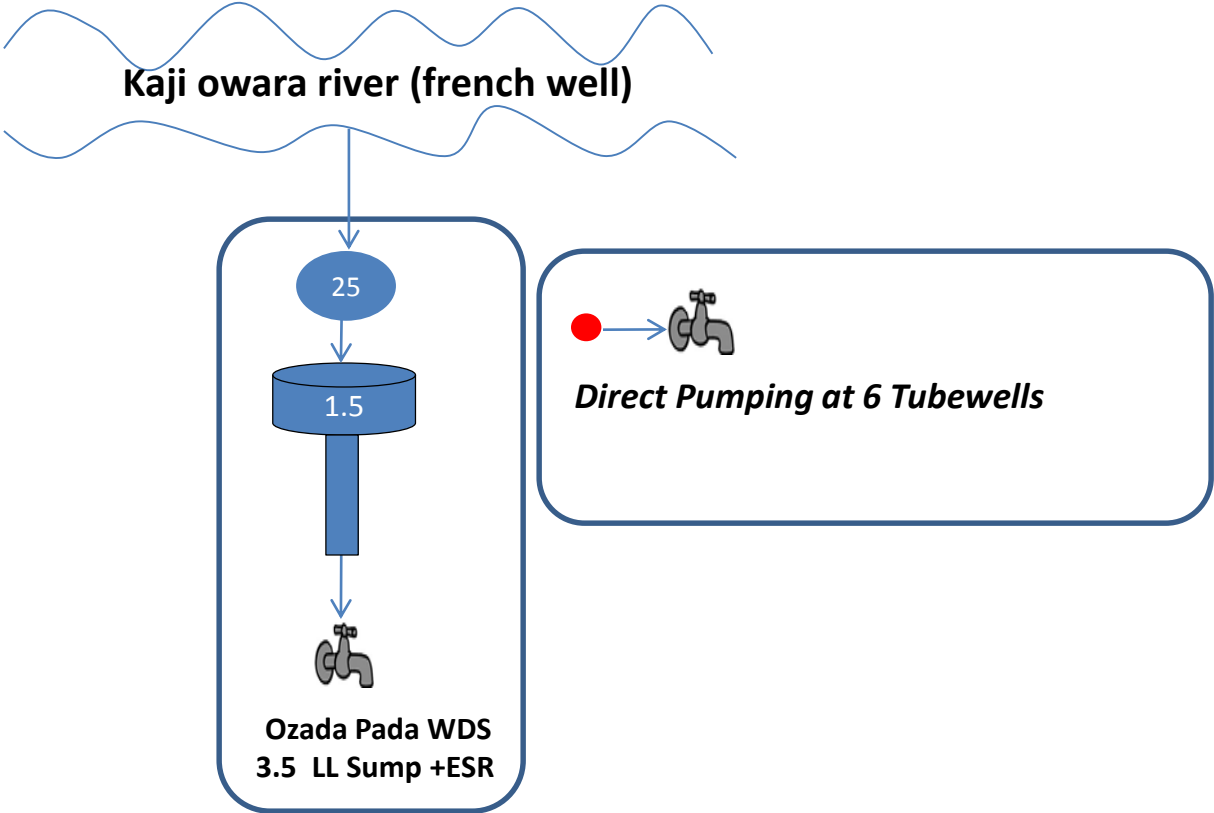 Kaji owara river (french well)
25
1.5
Direct Pumping at 6 Tubewells
Ozada Pada WDS
3.5 LL Sump +ESR